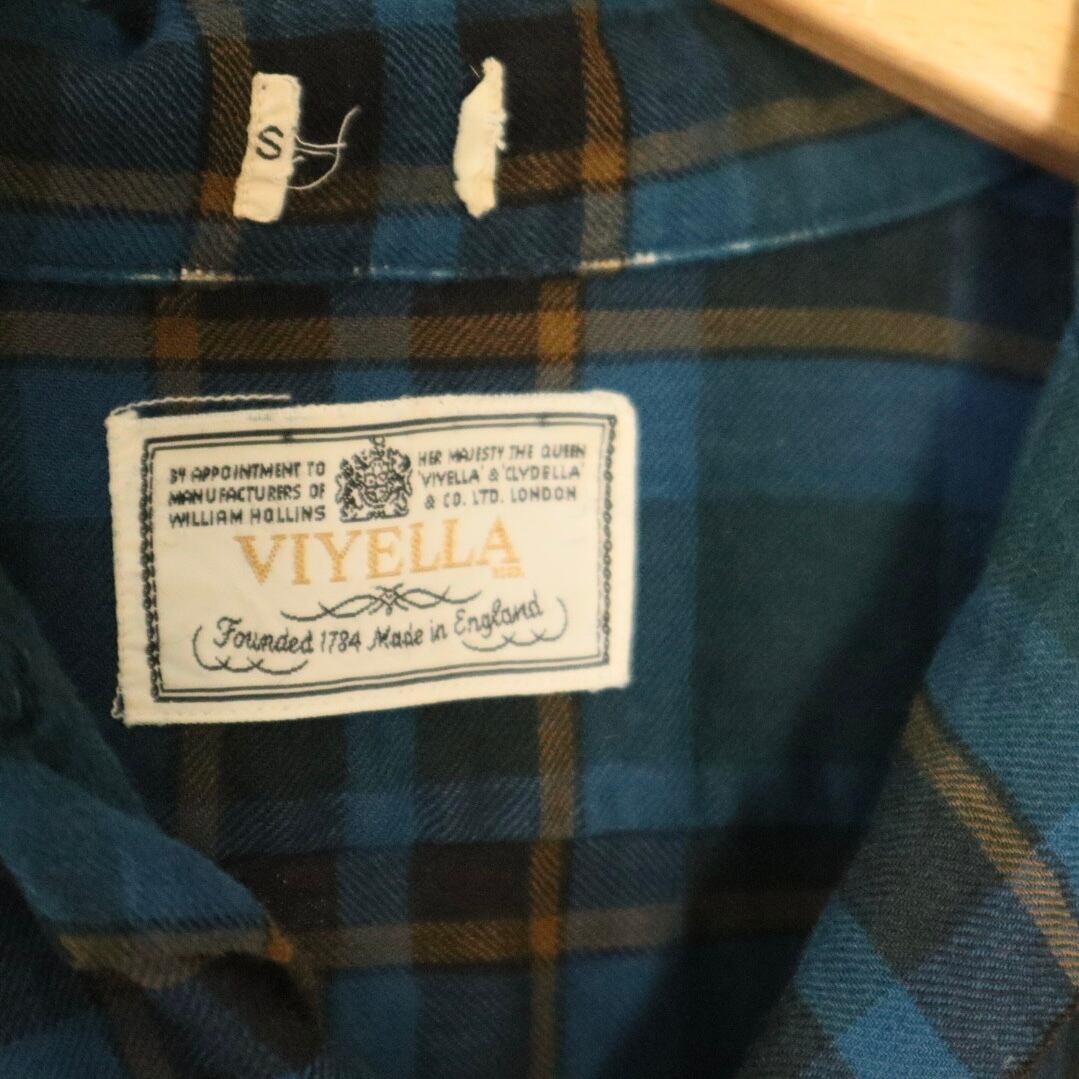 S
BY APPOINTMENT TO HER MAJESTY THE QUEEN
MANUFACTURERS OF 'VIYELLA' & 'CLYDELLA'
WILLIAM HOLLINS & CO. LTD. LONDON
VIYELLA
Founded 1784 Made in England